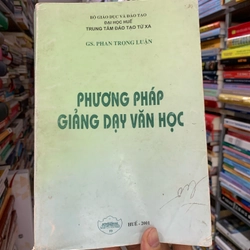 BỘ GIÁO DỤC VÀ ĐÀO TẠO
ĐẠI HỌC HUẾ
TRUNG TÂM ĐÀO TẠO TỪ XA
GS. PHAN TRỌNG LUẬN
PHƯƠNG PHÁP
GIẢNG DẠY VĂN HỌC
HUẾ - 2001